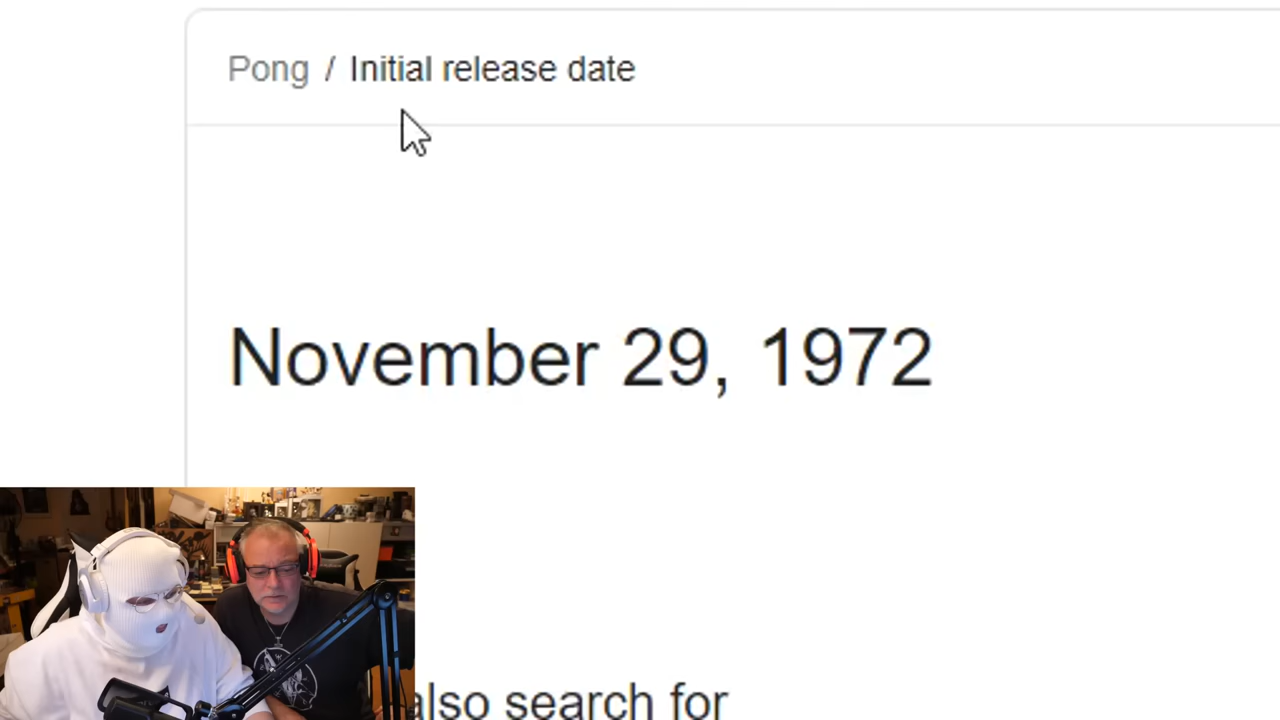 Pong / Initial release date
November 29, 1972
also search for